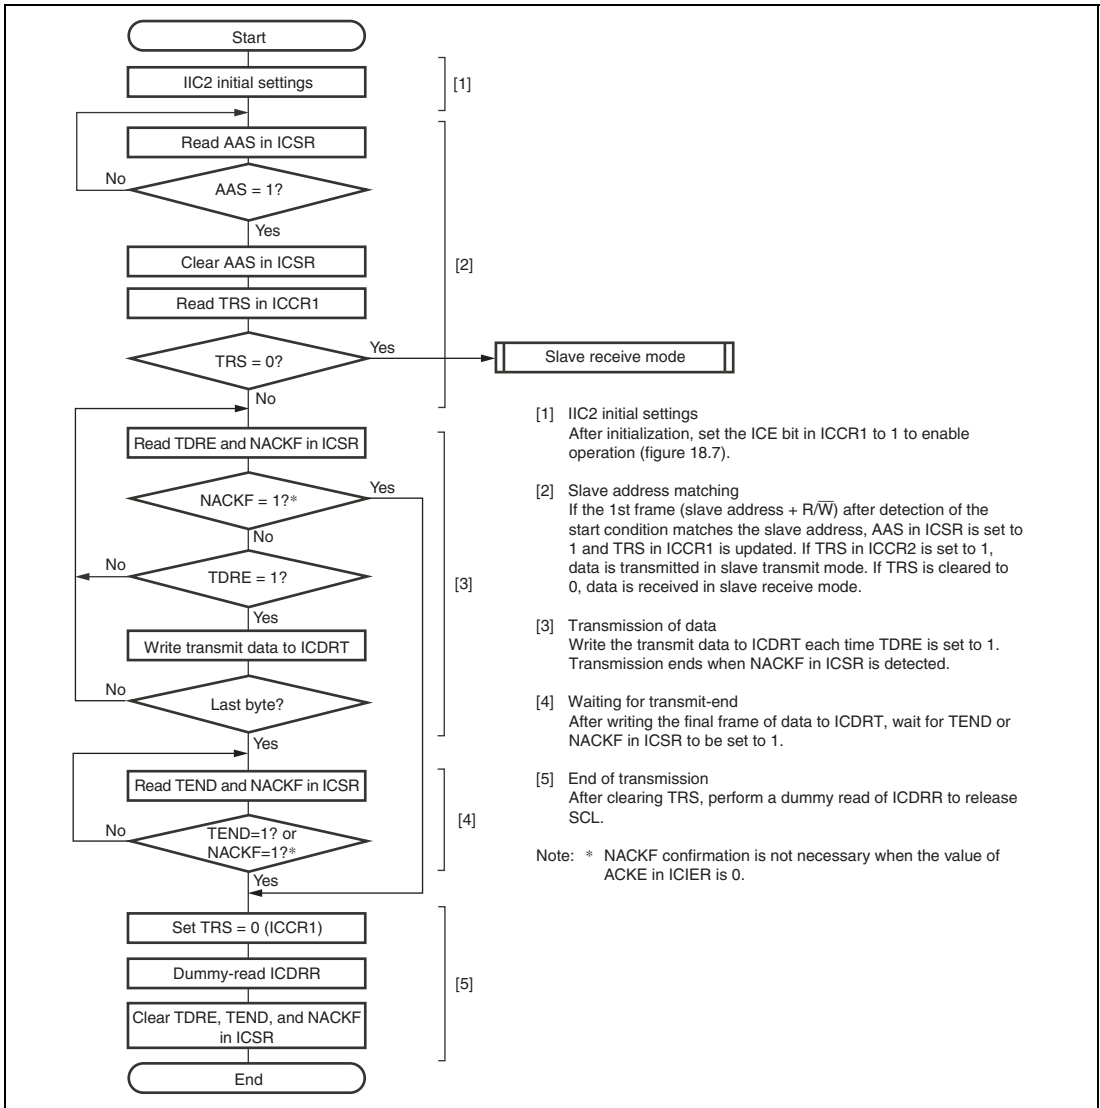 Start
IIC2 initial settings
[1]
Read AAS in ICSR
No
AAS = 1?
Yes
Clear AAS in ICSR
[2]
Read TRS in ICCR1
TRS = 0?
Yes
Slave receive mode
No
Read TDRE and NACKF in ICSR
NACKF = 1?*
Yes
No
No
TDRE = 1?
[3]
Yes
Write transmit data to ICDRT
No
Last byte?
Yes
Read TEND and NACKF in ICSR
[4]
No
TEND=1? or
NACKF=1?*
Yes
Set TRS = 0 (ICCR1)
Dummy-read ICDRR
[5]
Clear TDRE, TEND, and NACKF
in ICSR
End
[1] IIC2 initial settings
After initialization, set the ICE bit in ICCR1 to 1 to enable
operation (figure 18.7).
[2] Slave address matching
If the 1st frame (slave address + R/W̅) after detection of the
start condition matches the slave address, AAS in ICSR is set to
1 and TRS in ICCR1 is updated. If TRS in ICCR2 is set to 1,
data is transmitted in slave transmit mode. If TRS is cleared to
0, data is received in slave receive mode.
[3] Transmission of data
Write the transmit data to ICDRT each time TDRE is set to 1.
Transmission ends when NACKF in ICSR is detected.
[4] Waiting for transmit-end
After writing the final frame of data to ICDRT, wait for TEND or
NACKF in ICSR to be set to 1.
[5] End of transmission
After clearing TRS, perform a dummy read of ICDRR to release
SCL.
Note: * NACKF confirmation is not necessary when the value of
ACKE in ICIER is 0.